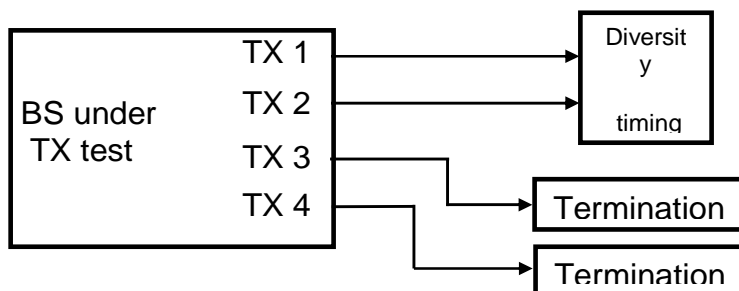 TX 1
TX 2
TX 3
TX 4
BS under
TX test
Diversit
y
timing
Termination
Termination